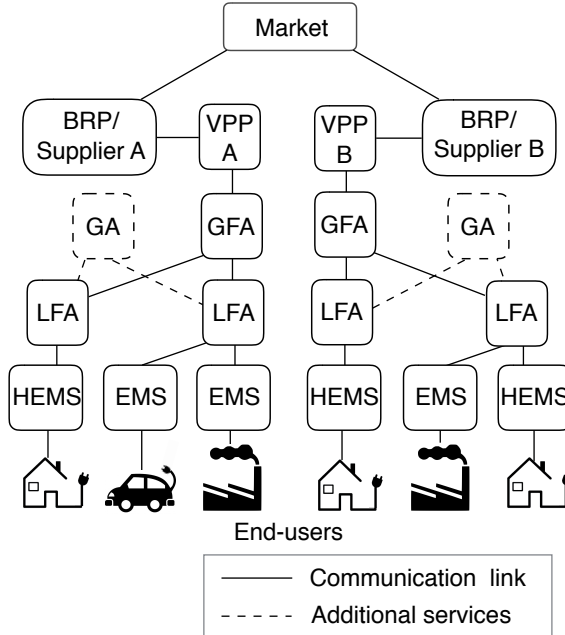 Market
BRP/
Supplier A
VPP
A
VPP
B
BRP/
Supplier B
GA
GFA
GFA
GA
LFA
LFA
LFA
LFA
HEMS
EMS
EMS
HEMS
EMS
HEMS
End-users
Communication link
Additional services